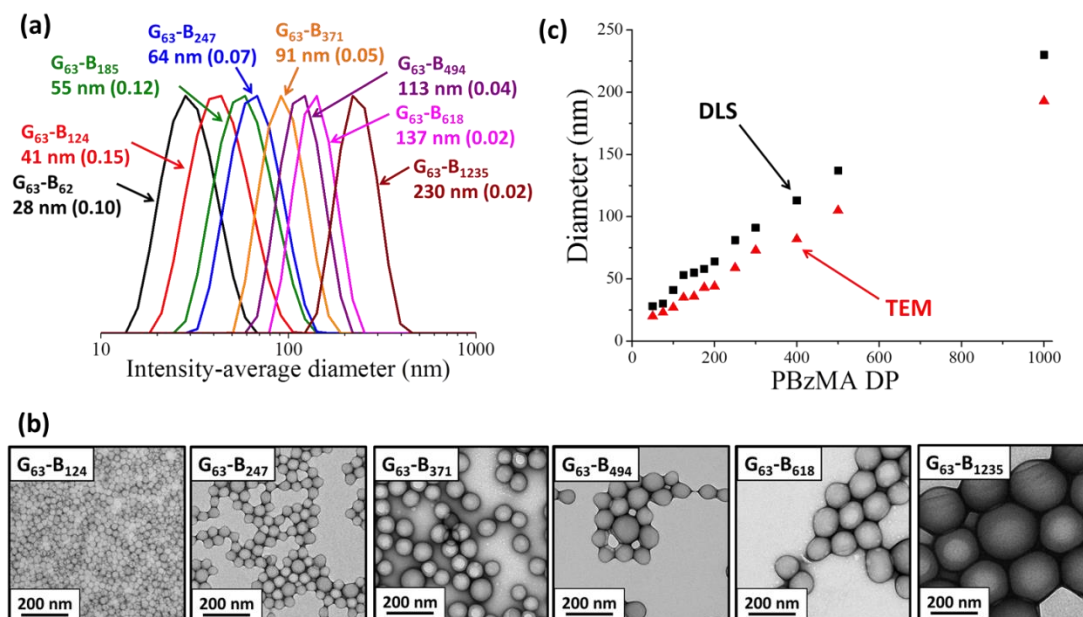 (a)
G63-B247
64 nm (0.07)
G63-B371
91 nm (0.05)
G63-B185
55 nm (0.12)
G63-B494
113 nm (0.04)
G63-B124
41 nm (0.15)
G63-B618
137 nm (0.02)
G63-B62
28 nm (0.10)
G63-B1235
230 nm (0.02)
10
100
1000
Intensity-average diameter (nm)
(c)
250
200
150
100
50
0
Diameter (nm)
DLS
TEM
0
200
400
600
800
1000
PBzMA DP
(b)
G63-B124
200 nm
G63-B247
200 nm
G63-B371
200 nm
G63-B494
200 nm
G63-B618
200 nm
G63-B1235
200 nm